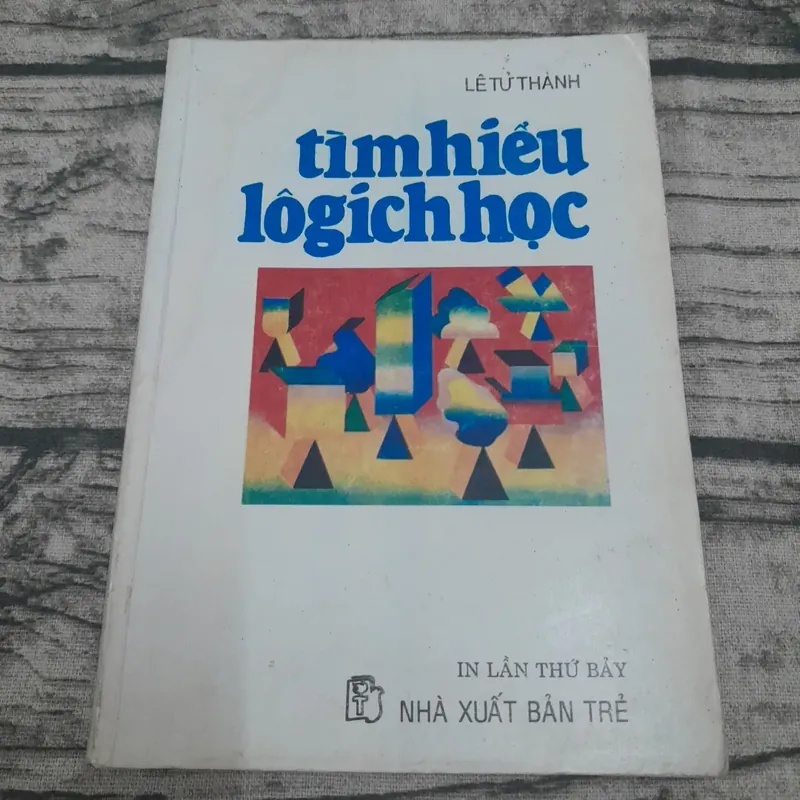 LÊ TỬ THÀNH
tìm hiểu
lôgích học
IN LẦN THỨ BẢY
NHÀ XUẤT BẢN TRẺ